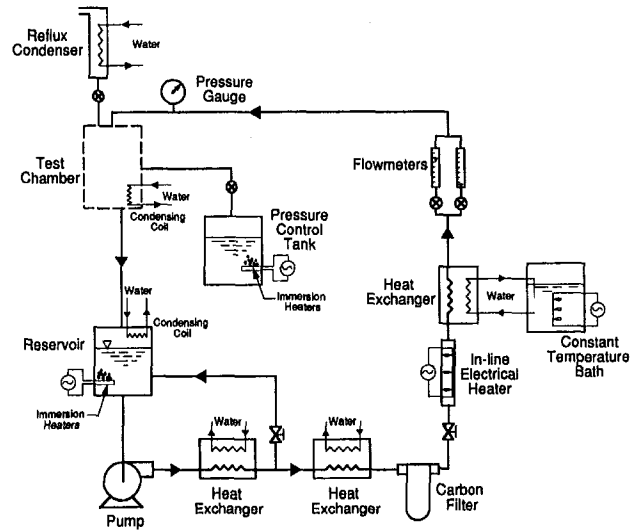 Reflux
Condenser
Water
Pressure
Gauge
Test
Chamber
Water
Condensing
Coil
Flowmeters
Pressure
Control
Tank
Immersion
Heaters
Heat
Exchanger
Water
Constant
Temperature
Bath
Water
Condensing
Coil
Reservoir
Immersion
Heaters
In-line
Electrical
Heater
Water
Water
Heat
Exchanger
Heat
Exchanger
Carbon
Filter
Pump